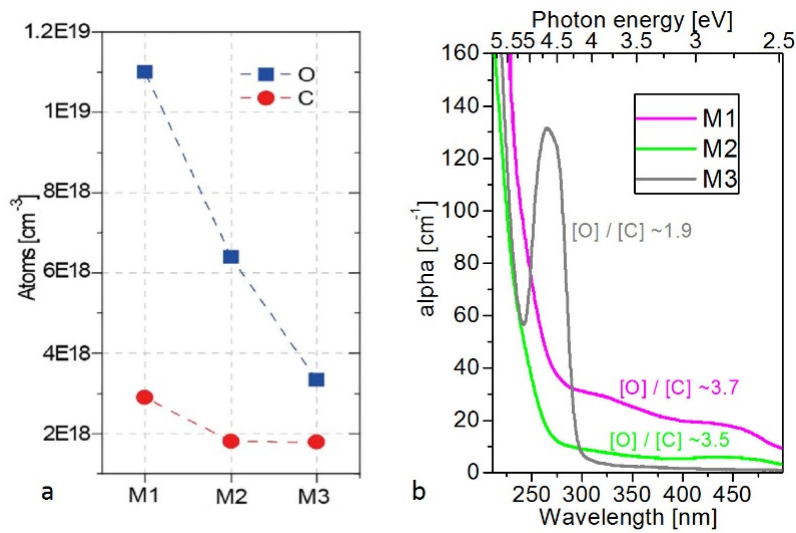 1.2E19
1E19
8E18
6E18
4E18
2E18
Atoms [cm-3]
O
C
M1 M2 M3
a
Photon energy [eV]
5.5 5 4.5 4 3.5 3 2.5
160
140
120
100
80
60
40
20
0
alpha [cm-1]
M1
M2
M3
[O] / [C] ~1.9
[O] / [C] ~3.7
[O] / [C] ~3.5
250 300 350 400 450
Wavelength [nm]
b